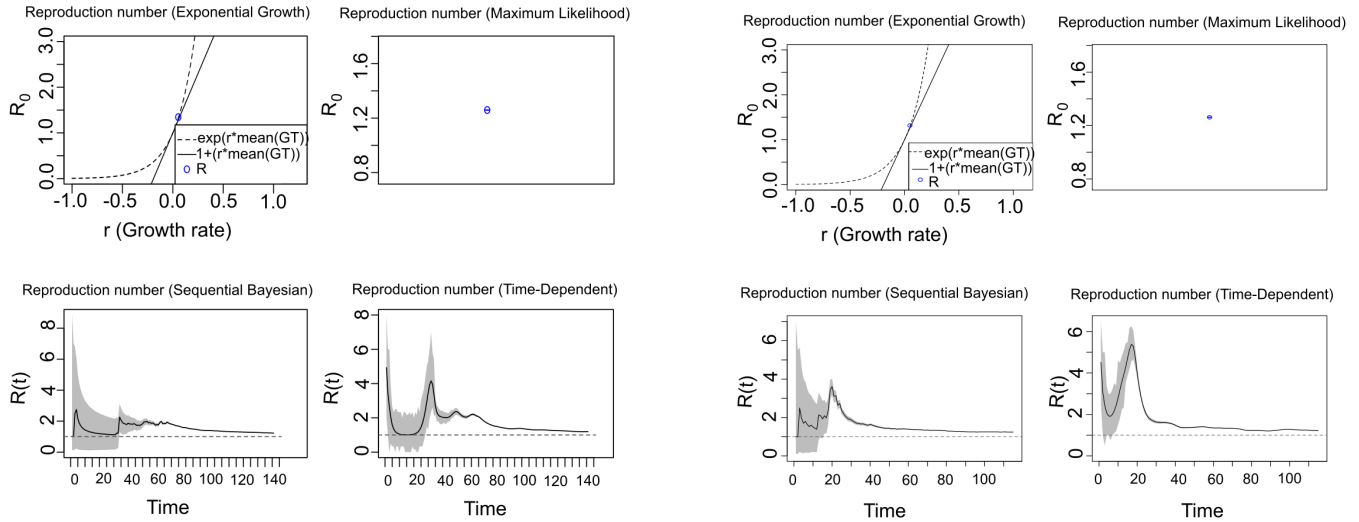 Reproduction number (Exponential Growth)
R0
3.0
2.0
1.0
0.0
exp(r*mean(GT))
1+(r*mean(GT))
R
-1.0 -0.5 0.0 0.5 1.0
r (Growth rate)
Reproduction number (Maximum Likelihood)
R0
1.6
1.2
0.8
Reproduction number (Exponential Growth)
R0
3.0
2.0
1.0
0.0
exp(r*mean(GT))
1+(r*mean(GT))
R
-1.0 -0.5 0.0 0.5 1.0
r (Growth rate)
Reproduction number (Maximum Likelihood)
R0
1.6
1.2
0.8
Reproduction number (Sequential Bayesian)
R(t)
8
6
4
2
0
0 20 40 60 80 100 120 140
Time
Reproduction number (Time-Dependent)
R(t)
8
6
4
2
0
0 20 40 60 80 100 120 140
Time
Reproduction number (Sequential Bayesian)
R(t)
6
4
2
0
0 20 40 60 80 100
Time
Reproduction number (Time-Dependent)
R(t)
6
4
2
0
0 20 40 60 80 100
Time